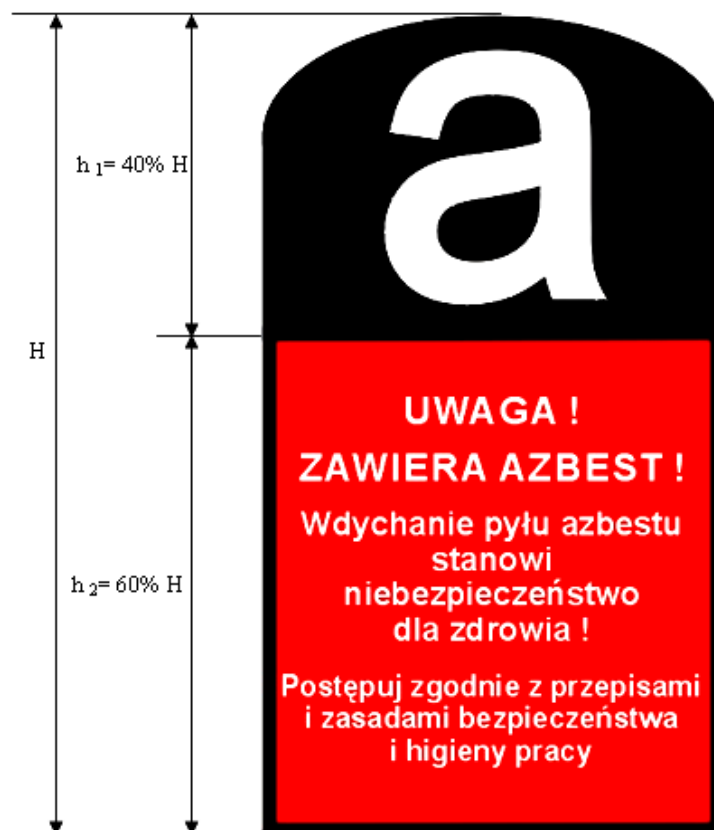 a
h 1= 40% H
H
h 2= 60% H
UWAGA !
ZAWIERA AZBEST !
Wdychanie pyłu azbestu
stanowi
niebezpieczeństwo
dla zdrowia !
Postępuj zgodnie z przepisami
i zasadami bezpieczeństwa
i higieny pracy